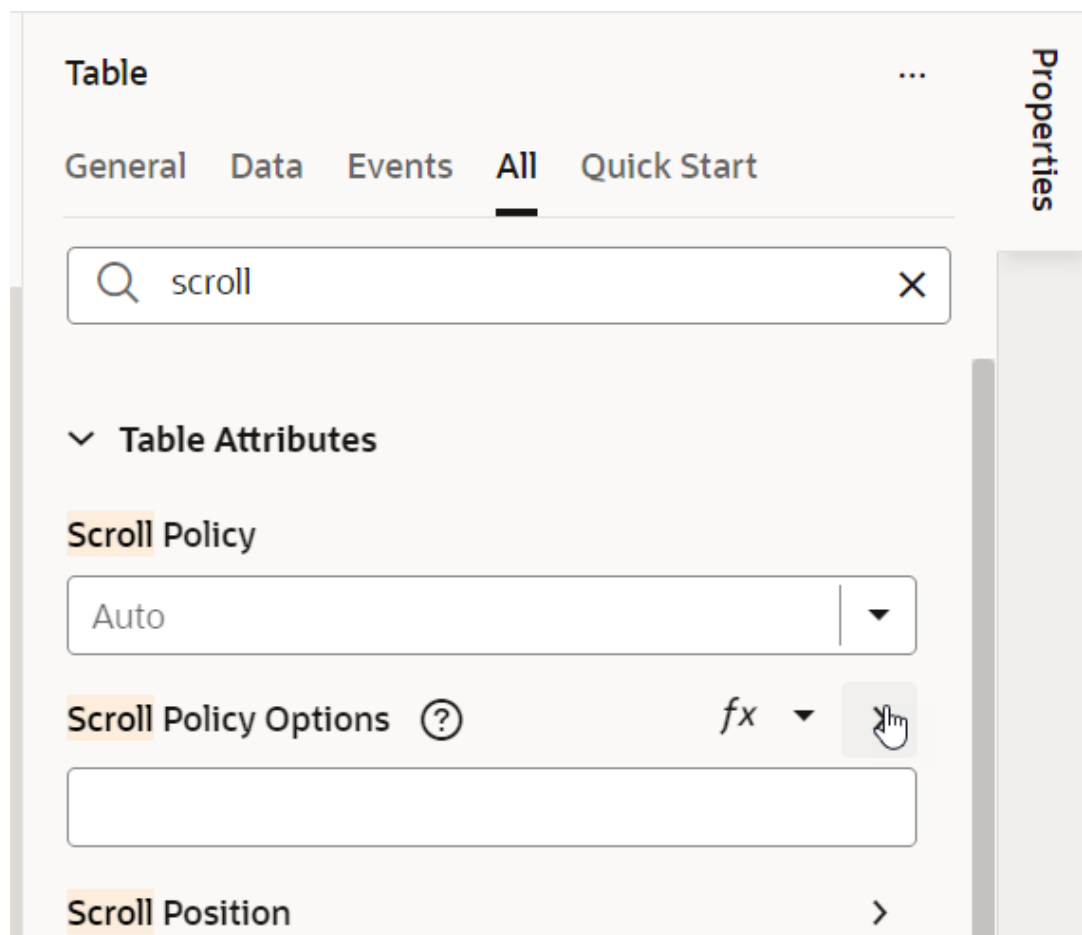 Table
...
Properties
General Data Events All Quick Start
scroll
Table Attributes
Scroll Policy
Auto
Scroll Policy Options ? fx
Scroll Position